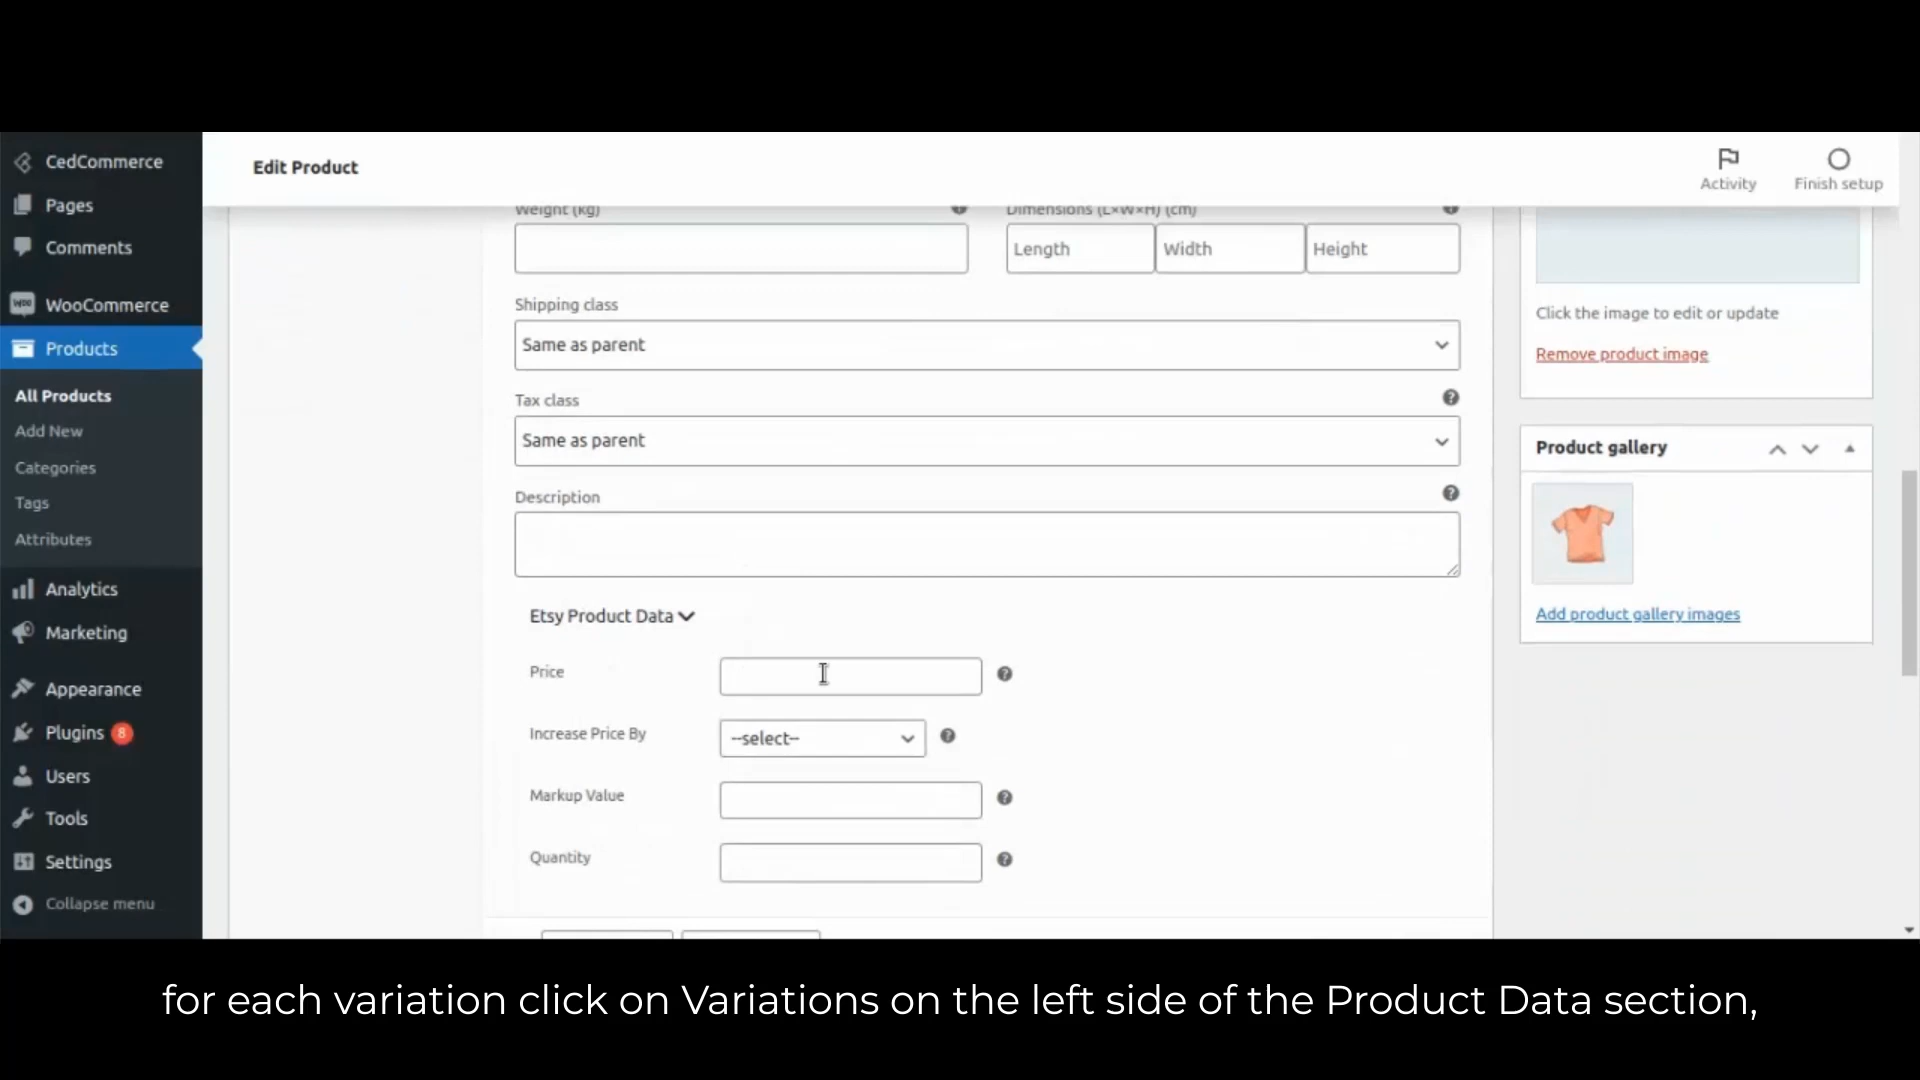 CedCommerce
Pages
Comments
WooCommerce
Products
All Products
Add New
Categories
Tags
Attributes
Analytics
Marketing
Appearance
Plugins 8
Users
Tools
Settings
Collapse menu
Edit Product
Activity
Finish setup
Weight (kg)
Dimensions (L×W×H) (cm)
Length Width Height
Shipping class
Same as parent
Tax class
Same as parent
Description
Etsy Product Data
Price
Increase Price By
--select--
Markup Value
Quantity
Click the image to edit or update
Remove product image
Product gallery
Add product gallery images
for each variation click on Variations on the left side of the Product Data section,